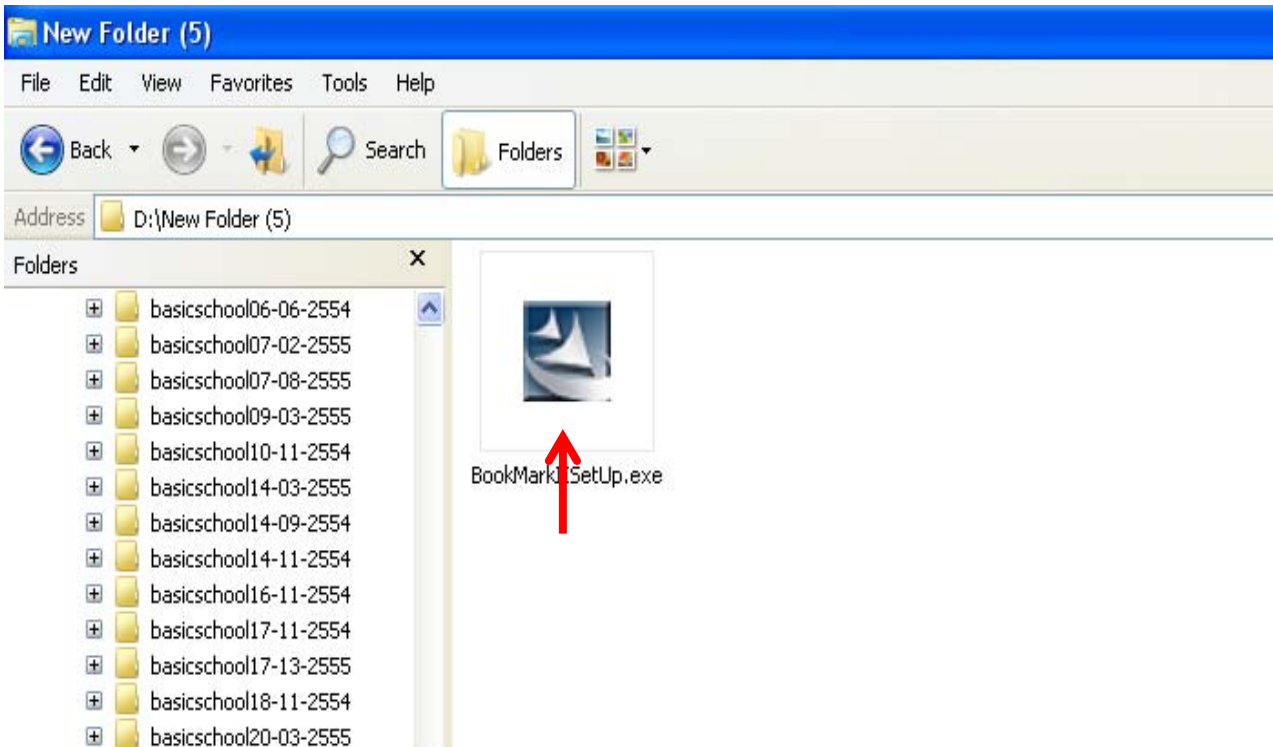 New Folder (5)
File Edit View Favorites Tools Help
Back Search Folders
Address D:\New Folder (5)
Folders X
basicschool06-06-2554
basicschool07-02-2555
basicschool07-08-2555
basicschool09-03-2555
basicschool10-11-2554
basicschool14-03-2555
basicschool14-09-2554
basicschool14-11-2554
basicschool16-11-2554
basicschool17-11-2554
basicschool17-13-2555
basicschool18-11-2554
basicschool20-03-2555